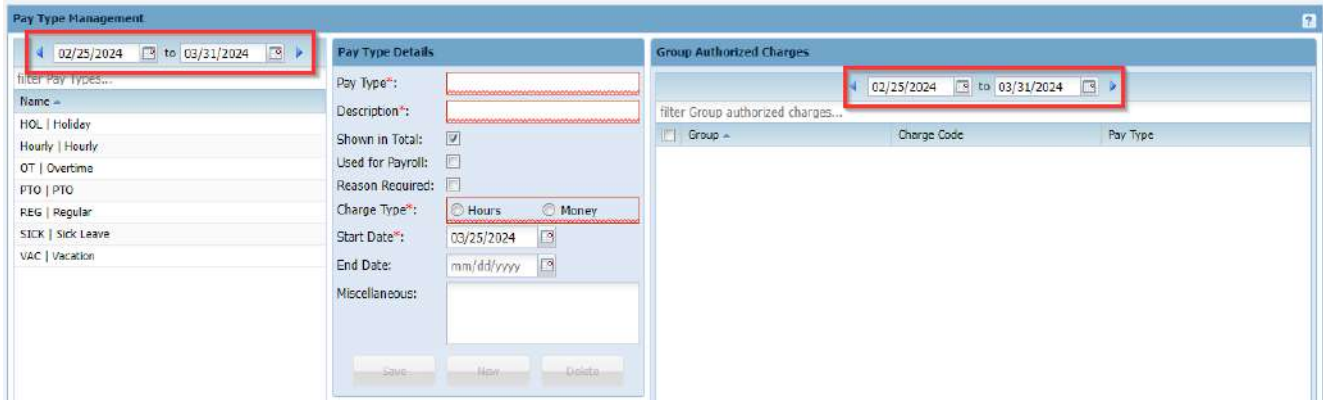 Pay Type Management
?
02/25/2024 to 03/31/2024
filter Pay Types...
Name
HOL | Holiday
Hourly | Hourly
OT | Overtime
PTO | PTO
REG | Regular
SICK | Sick Leave
VAC | Vacation
Pay Type Details
Pay Type*:
Description*:
Shown in Total:
Used for Payroll:
Reason Required:
Charge Type*: Hours Money
Start Date*: 03/25/2024
End Date: mm/dd/yyyy
Miscellaneous:
Save New Delete
Group Authorized Charges
02/25/2024 to 03/31/2024
filter Group authorized charges...
Group Charge Code Pay Type